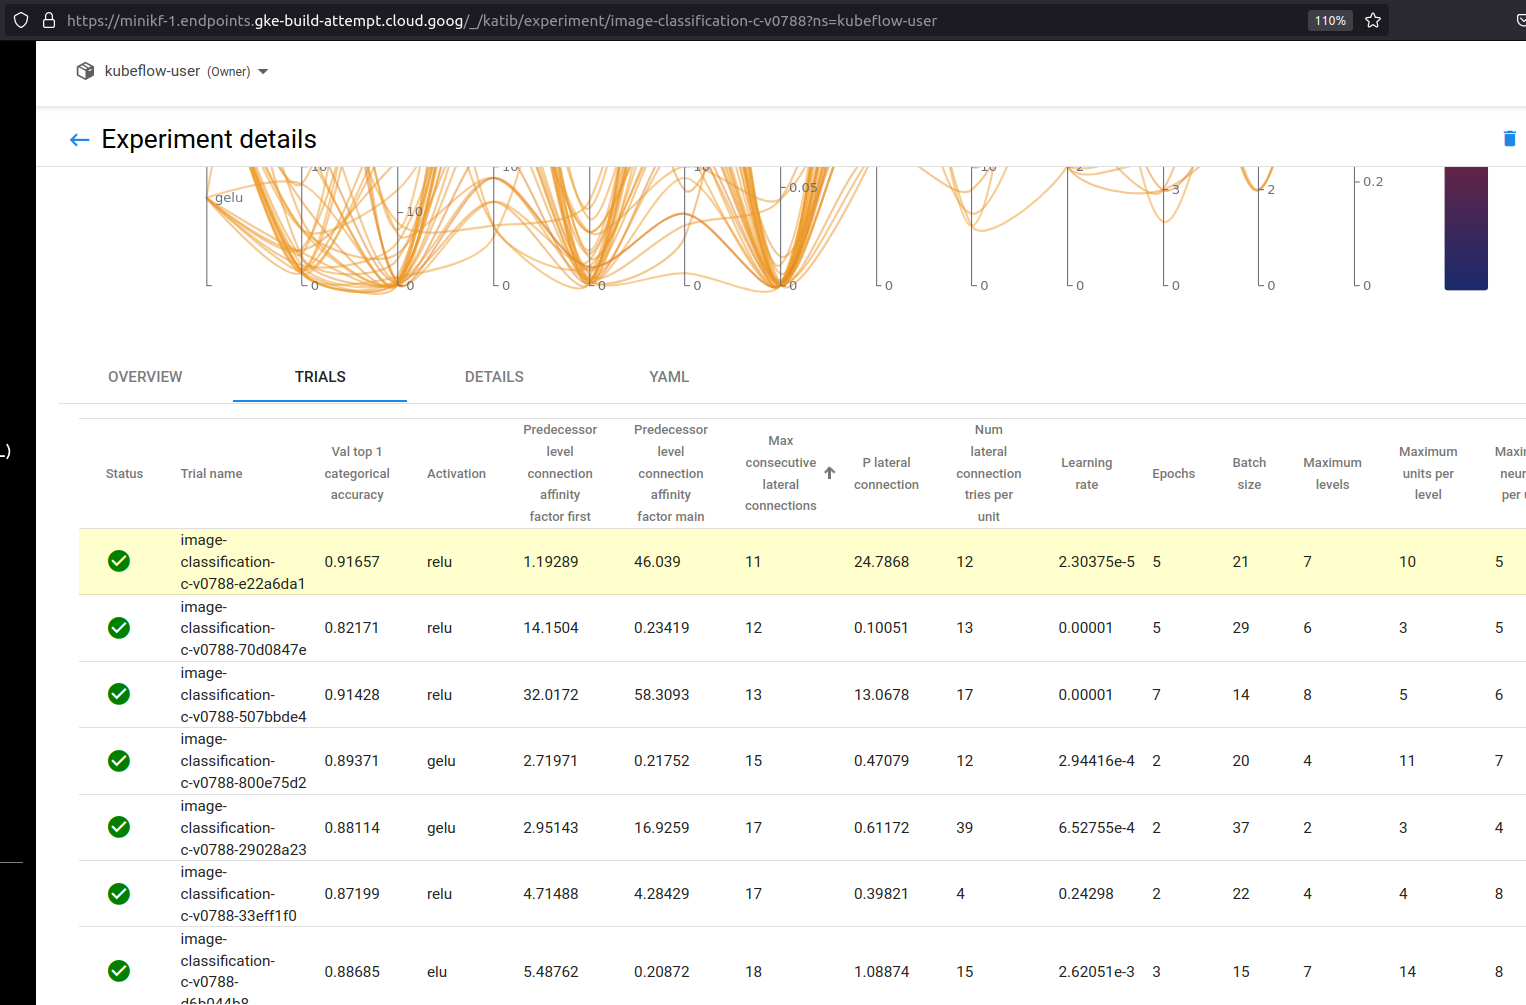 https://minikf-1.endpoints.gke-build-attempt.cloud.goog/_/katib/experiment/image-classification-c-v0788?ns=kubeflow-user 110%
kubeflow-user (Owner)
Experiment details
gelu
10
10
10
10
2
0.05
3
2
0.2
0 0 0 0 0 0 0 0 0 0 0 0
OVERVIEW TRIALS DETAILS YAML
L)
Status
Trial name
Val top 1
categorical
accuracy
Activation
Predecessor
level
connection
affinity
factor first
Predecessor
level
connection
affinity
factor main
Max
consecutive
lateral
connections
P lateral
connection
Num
lateral
connection
tries per
unit
Learning
rate
Epochs
Batch
size
Maximum
levels
Maximum
units per
level
image-
classification-
c-v0788-e22a6da1
0.91657 relu 1.19289 46.039 11 24.7868 12 2.30375e-5 5 21 7 10 5
image-
classification-
c-v0788-70d0847e
0.82171 relu 14.1504 0.23419 12 0.10051 13 0.00001 5 29 6 3 5
image-
classification-
c-v0788-507bbde4
0.91428 relu 32.0172 58.3093 13 13.0678 17 0.00001 7 14 8 5 6
image-
classification-
c-v0788-800e75d2
0.89371 gelu 2.71971 0.21752 15 0.47079 12 2.94416e-4 2 20 4 11 7
image-
classification-
c-v0788-29028a23
0.88114 gelu 2.95143 16.9259 17 0.61172 39 6.52755e-4 2 37 2 3 4
image-
classification-
c-v0788-33eff1f0
0.87199 relu 4.71488 4.28429 17 0.39821 4 0.24298 2 22 4 4 8
image-
classification-
c-v0788-
d6b044b8
0.88685 elu 5.48762 0.20872 18 1.08874 15 2.62051e-3 3 15 7 14 8